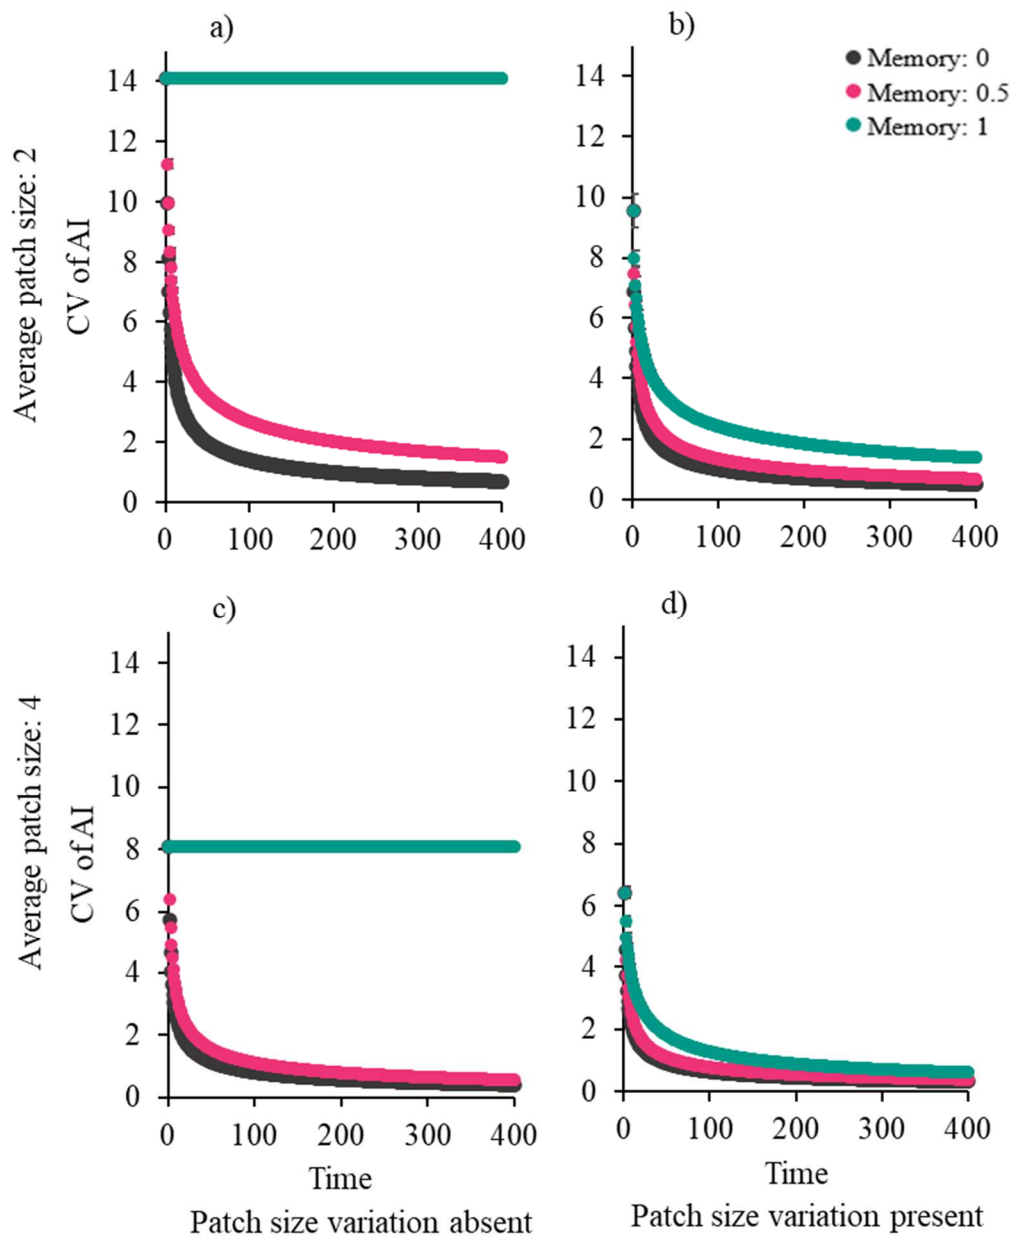 a)
b)
Memory: 0
Memory: 0.5
Memory: 1
Average patch size: 2
CV of AI
14
12
10
8
6
4
2
0
0 100 200 300 400
14
12
10
8
6
4
2
0
0 100 200 300 400
c)
d)
Average patch size: 4
CV of AI
14
12
10
8
6
4
2
0
0 100 200 300 400
Time
Patch size variation absent
14
12
10
8
6
4
2
0
0 100 200 300 400
Time
Patch size variation present